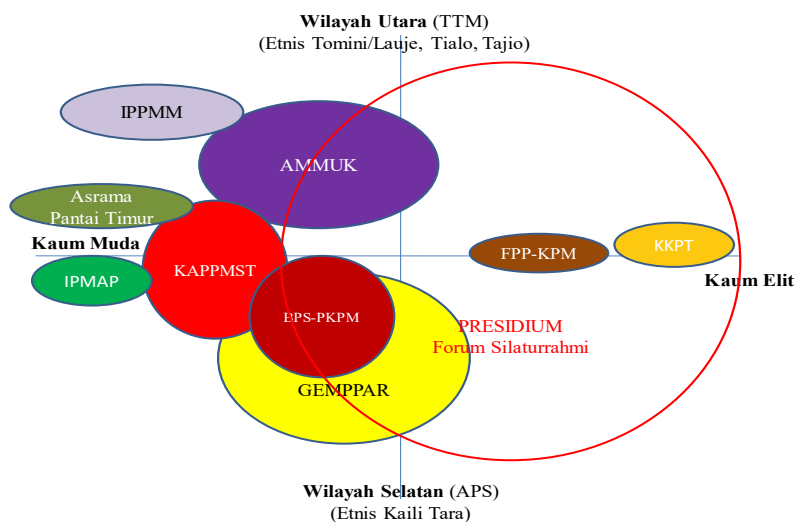 Wilayah Utara (TTM)
(Etnis Tomini/Lauje, Tialo, Tajio)
IPPMM
AMMUK
Asrama
Pantai Timur
Kaum Muda
KAPPMST
IPMAP
FPP-KPM
KKPT
Kaum Elit
BPS-PKPM
PRESIDIUM
Forum Silaturrahmi
GEMPPAR
Wilayah Selatan (APS)
(Etnis Kaili Tara)